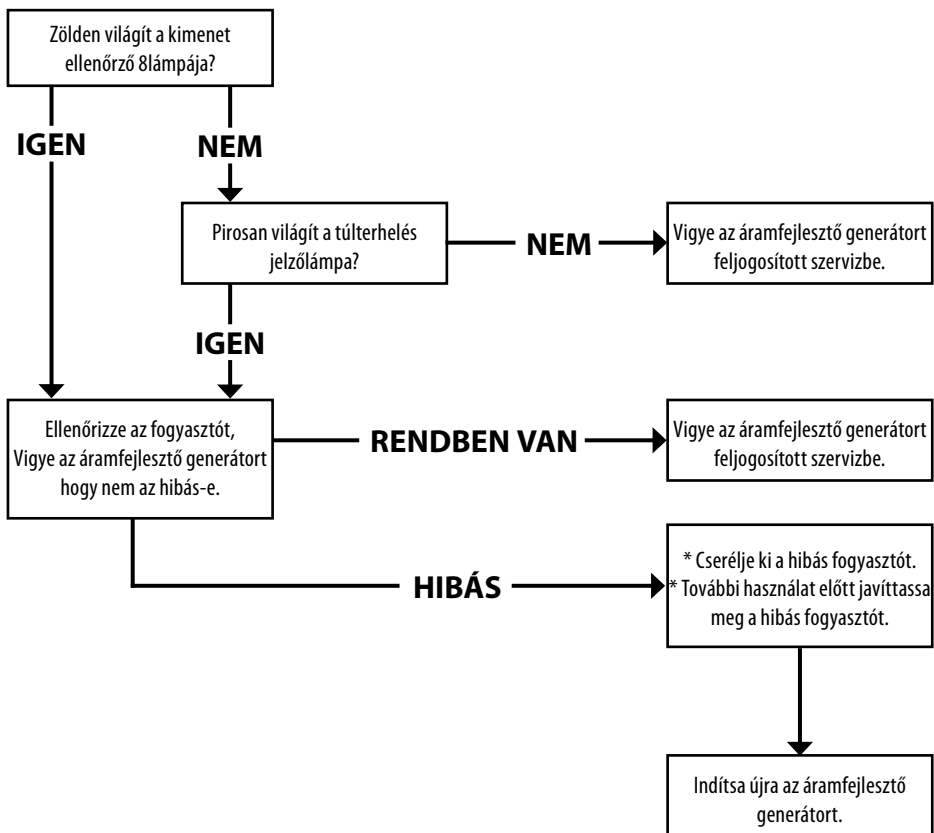 Zölden világít a kimenet
ellenőrző 8lámpája?
IGEN
NEM
Pirosan világít a túlterhelés
jelzőlámpa?
NEM
Vigye az áramfejlesztő generátort
feljogosított szervizbe.
IGEN
Ellenőrizze az fogyasztót,
Vigye az áramfejlesztő generátort
hogy nem az hibás-e.
RENDBEN VAN
Vigye az áramfejlesztő generátort
feljogosított szervizbe.
HIBÁS
* Cserélje ki a hibás fogyasztót.
* További használat előtt javíttassa
meg a hibás fogyasztót.
Indítsa újra az áramfejlesztő
generátort.